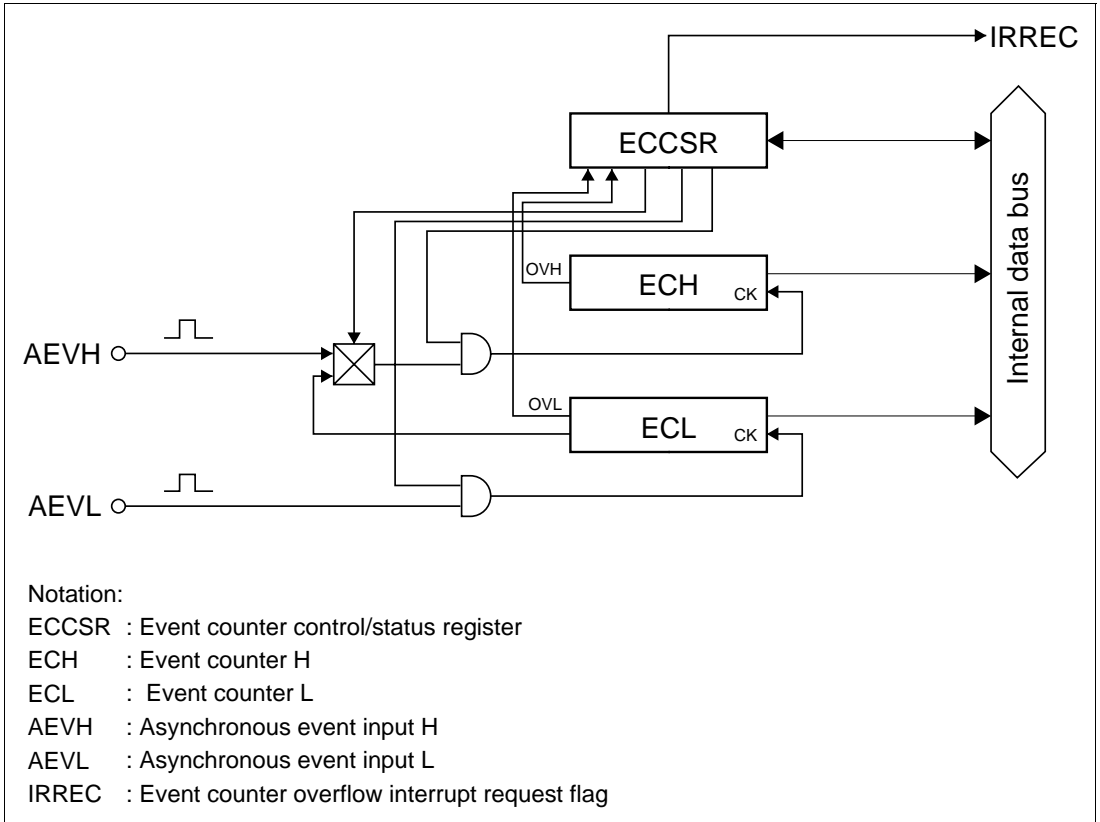 IRREC
ECCSR
Internal data bus
OVH
ECH
CK
AEVH
OVL
ECL
CK
AEVL
Notation:
ECCSR : Event counter control/status register
ECH : Event counter H
ECL : Event counter L
AEVH : Asynchronous event input H
AEVL : Asynchronous event input L
IRREC : Event counter overflow interrupt request flag